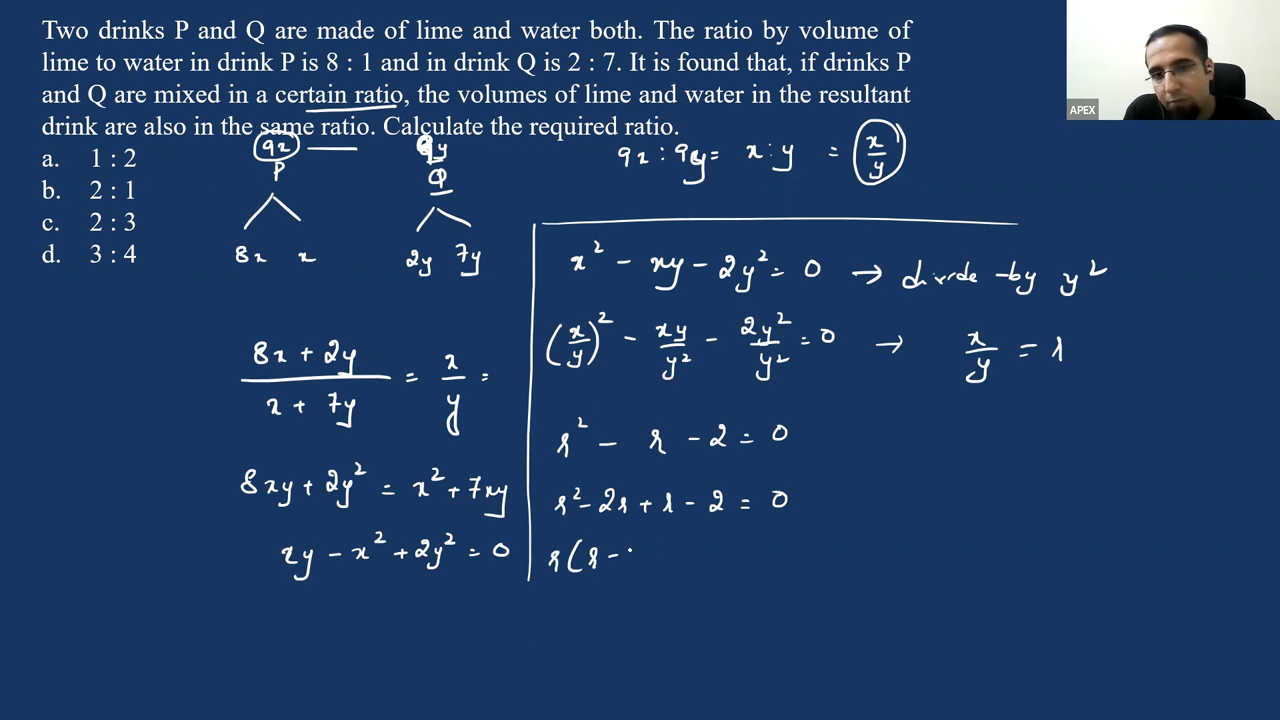 Two drinks P and Q are made of lime and water both. The ratio by volume of
lime to water in drink P is 8 : 1 and in drink Q is 2 : 7. It is found that, if drinks P
and Q are mixed in a certain ratio, the volumes of lime and water in the resultant
drink are also in the same ratio. Calculate the required ratio.
APEX
a. 1 : 2
b. 2 : 1
c. 2 : 3
d. 3 : 4
9x 9y
P Q
8x x 2y 7y
9x : 9y = x : y = x/y
(8x + 2y)/(x + 7y) = x/y =
8xy + 2y² = x² + 7xy
xy - x² + 2y² = 0
x² - xy - 2y² = 0 → divide by y²
(x/y)² - xy/y² - 2y²/y² = 0 → x/y = r
r² - r - 2 = 0
r² - 2r + r - 2 = 0
r(r -